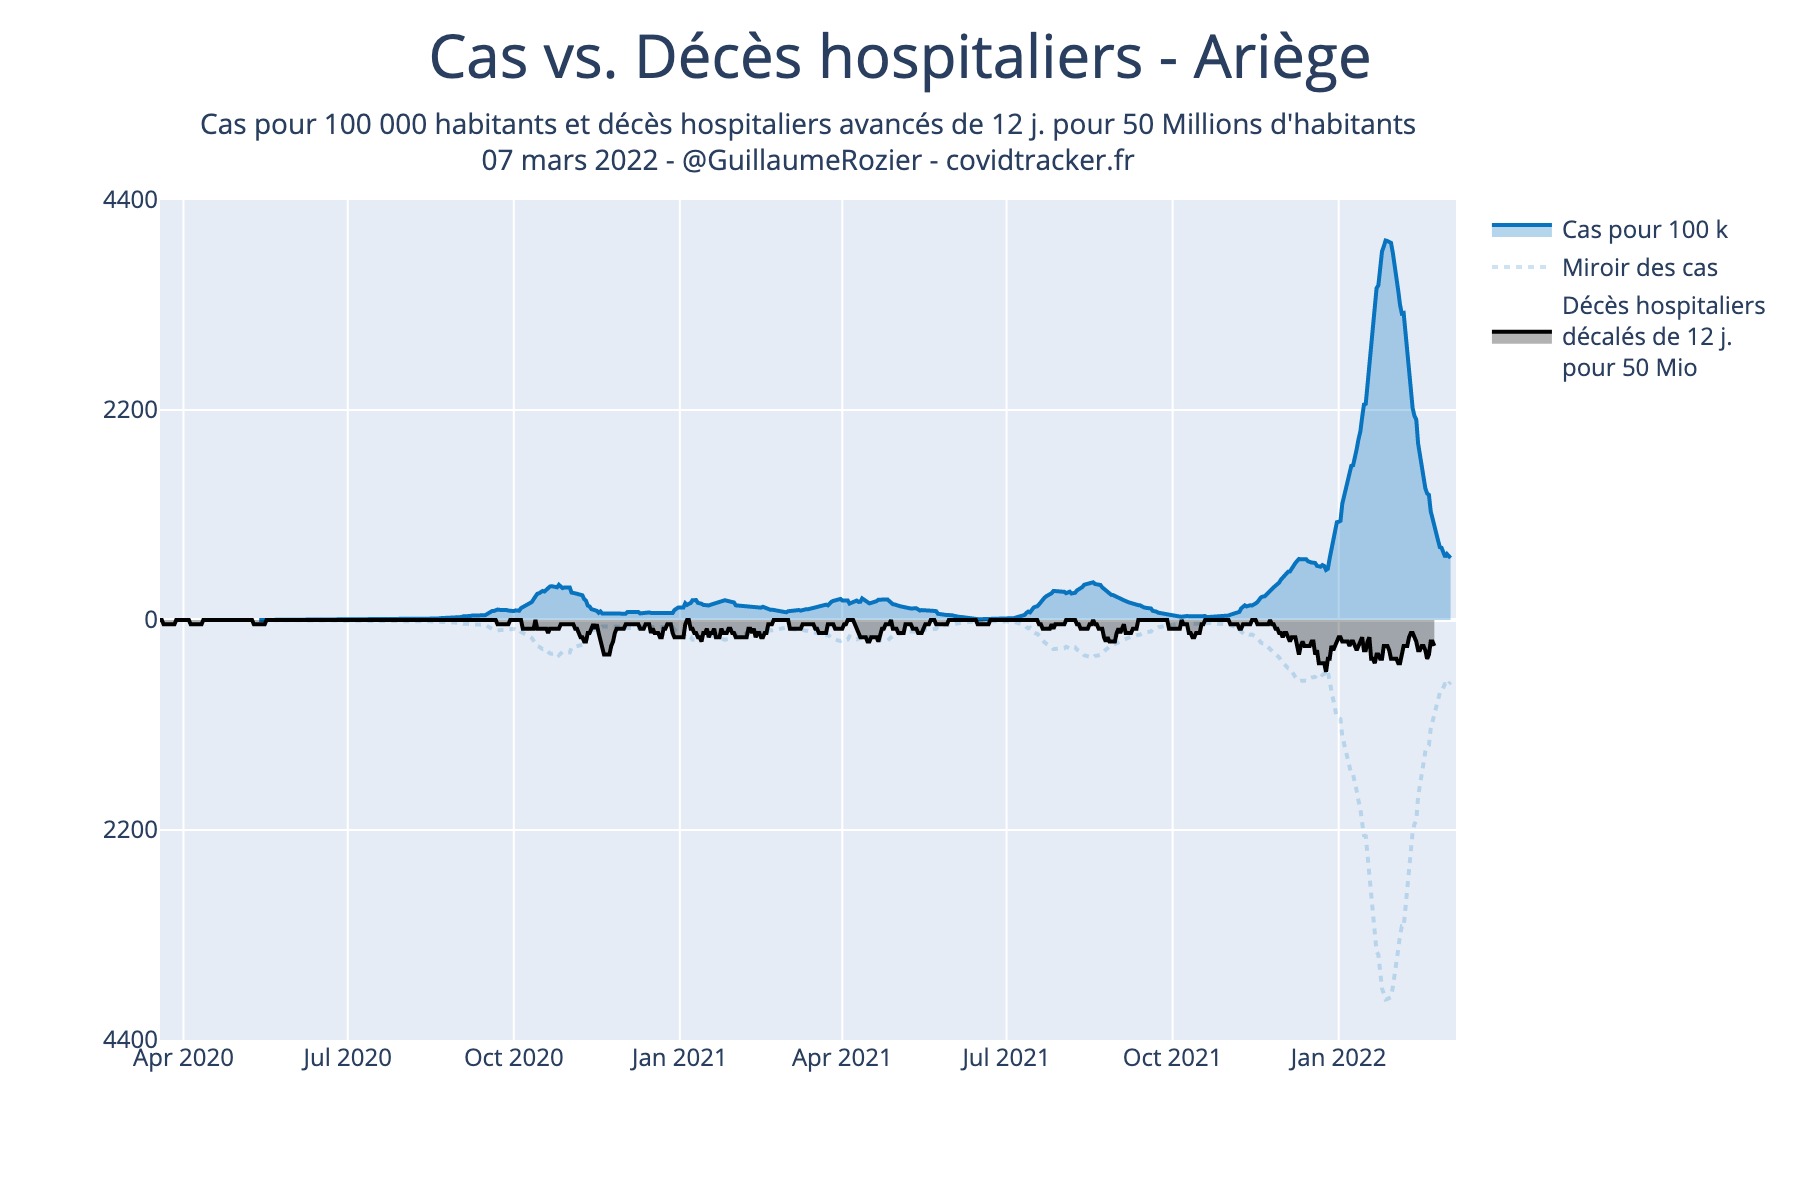 Cas vs. Décès hospitaliers - Ariège
Cas pour 100 000 habitants et décès hospitaliers avancés de 12 j. pour 50 Millions d'habitants
07 mars 2022 - @GuillaumeRozier - covidtracker.fr
4400
2200
0
2200
4400
Apr 2020
Jul 2020
Oct 2020
Jan 2021
Apr 2021
Jul 2021
Oct 2021
Jan 2022
Cas pour 100 k
Miroir des cas
Décès hospitaliers
décalés de 12 j.
pour 50 Mio